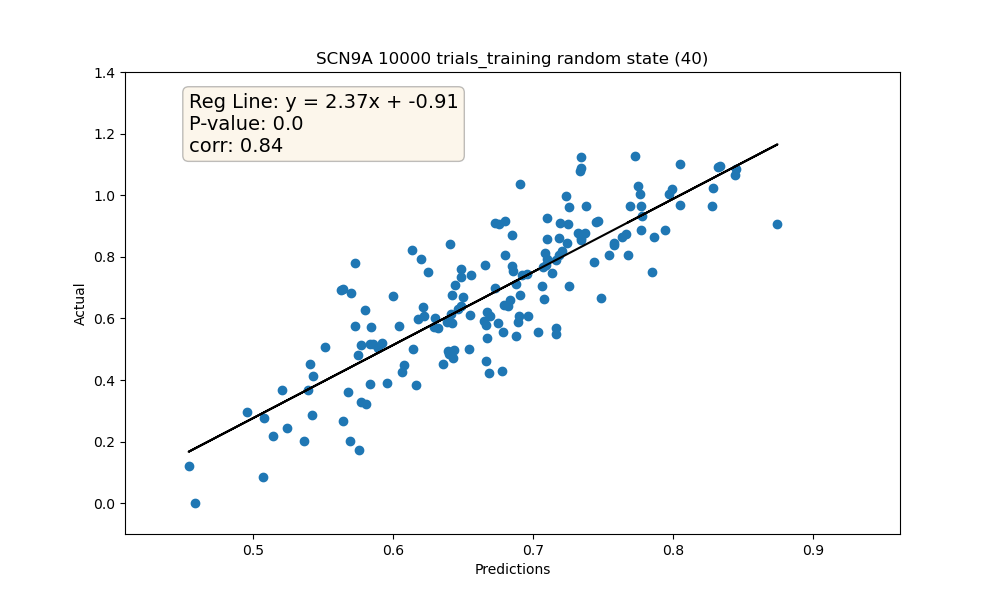 SCN9A 10000 trials_training random state (40)
Reg Line: y = 2.37x + -0.91
P-value: 0.0
corr: 0.84
1.4
1.2
1.0
0.8
0.6
0.4
0.2
0.0
Actual
0.5 0.6 0.7 0.8 0.9
Predictions